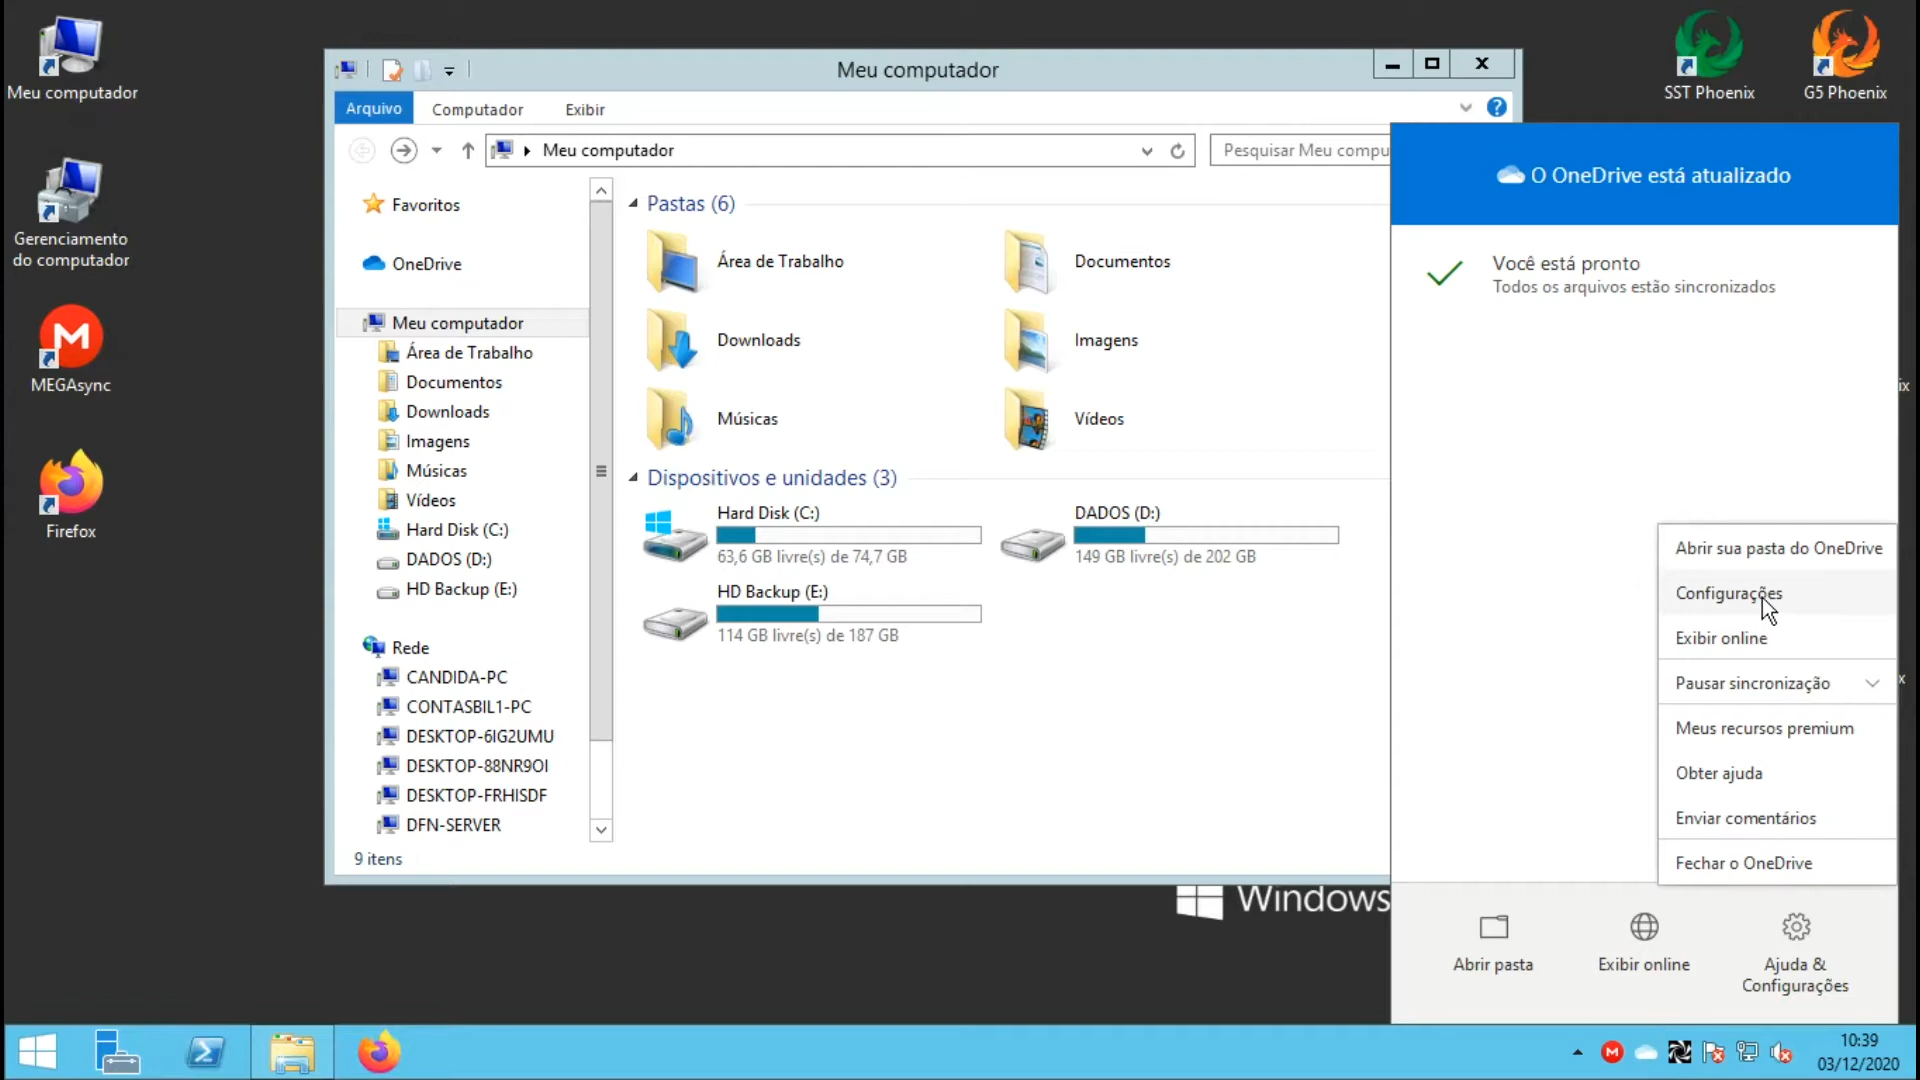 Meu computador
Gerenciamento
do computador
MEGAsync
Firefox
SST Phoenix
G5 Phoenix
ix
x
Meu computador
Arquivo
Computador
Exibir
Meu computador
Pesquisar Meu compu
Favoritos
OneDrive
Meu computador
Área de Trabalho
Documentos
Downloads
Imagens
Músicas
Vídeos
Hard Disk (C:)
DADOS (D:)
HD Backup (E:)
Rede
CANDIDA-PC
CONTASBIL1-PC
DESKTOP-6IG2UMU
DESKTOP-88NR9OI
DESKTOP-FRHISDF
DFN-SERVER
9 itens
Pastas (6)
Área de Trabalho
Documentos
Downloads
Imagens
Músicas
Vídeos
Dispositivos e unidades (3)
Hard Disk (C:)
63,6 GB livre(s) de 74,7 GB
DADOS (D:)
149 GB livre(s) de 202 GB
HD Backup (E:)
114 GB livre(s) de 187 GB
Windows
O OneDrive está atualizado
Você está pronto
Todos os arquivos estão sincronizados
Abrir sua pasta do OneDrive
Configurações
Exibir online
Pausar sincronização
Meus recursos premium
Obter ajuda
Enviar comentários
Fechar o OneDrive
Abrir pasta
Exibir online
Ajuda &
Configurações
10:39
03/12/2020